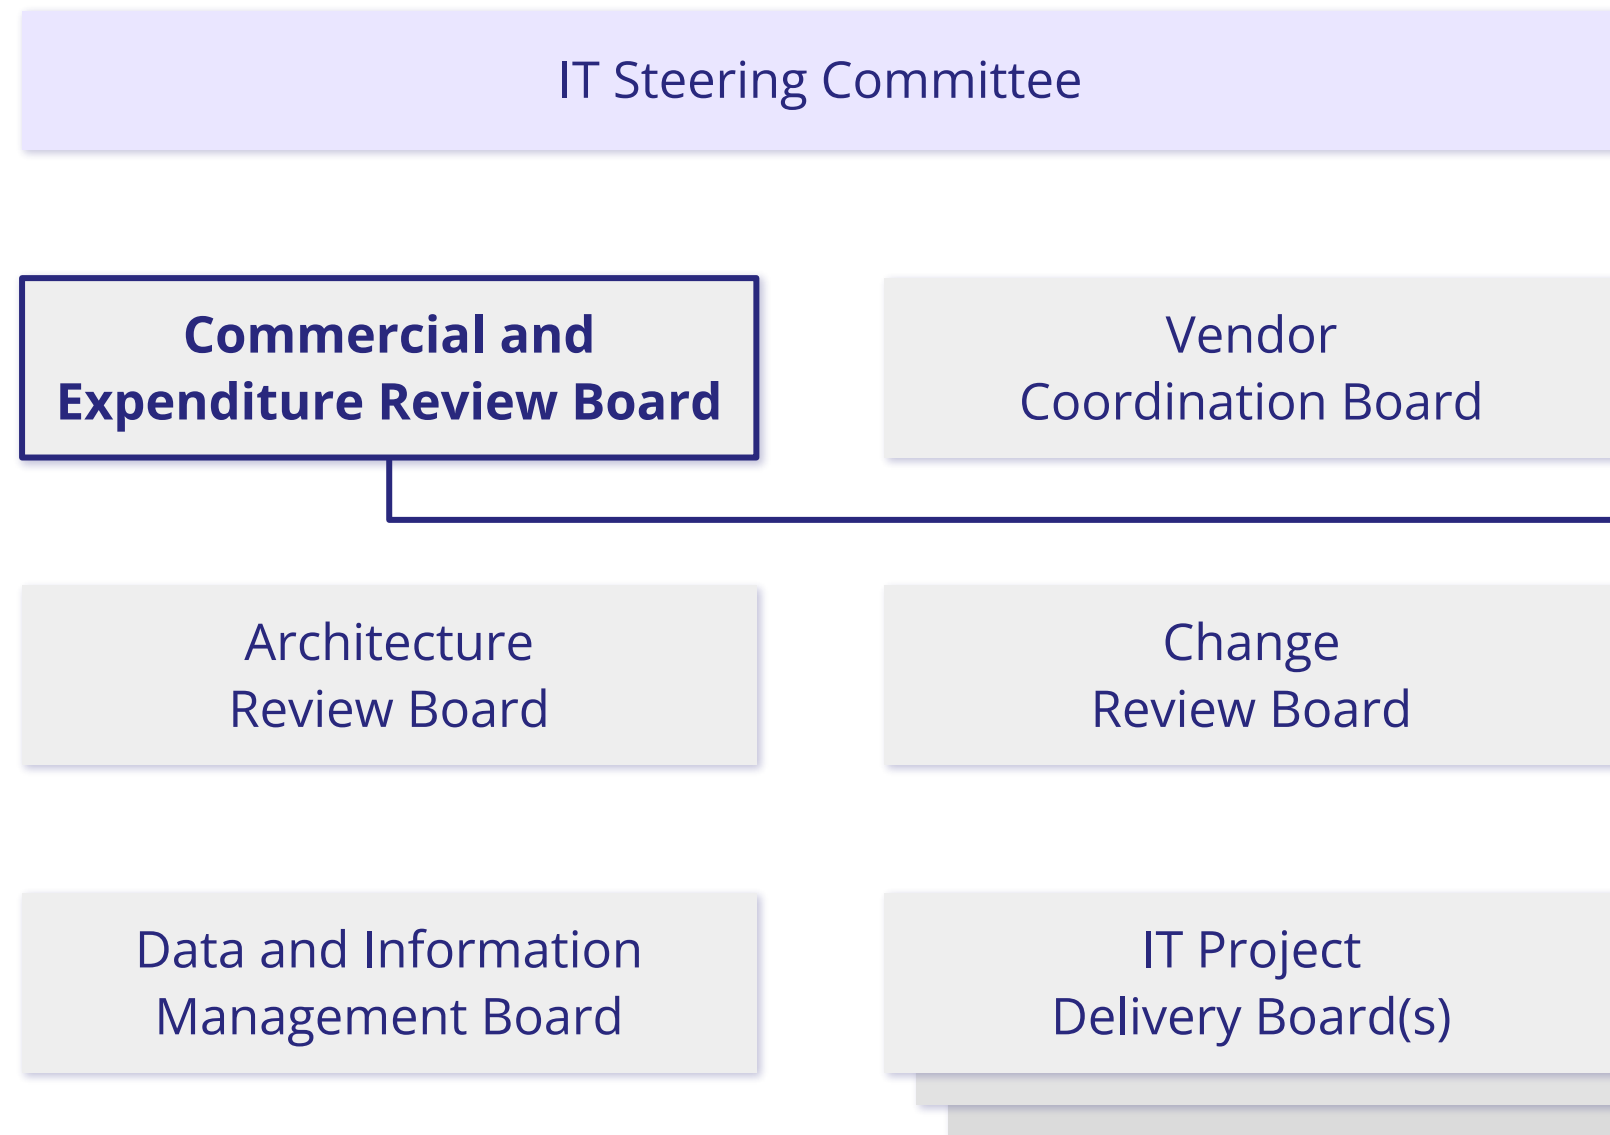 IT Steering Committee
Commercial and
Expenditure Review Board
Vendor
Coordination Board
Architecture
Review Board
Change
Review Board
Data and Information
Management Board
IT Project
Delivery Board(s)